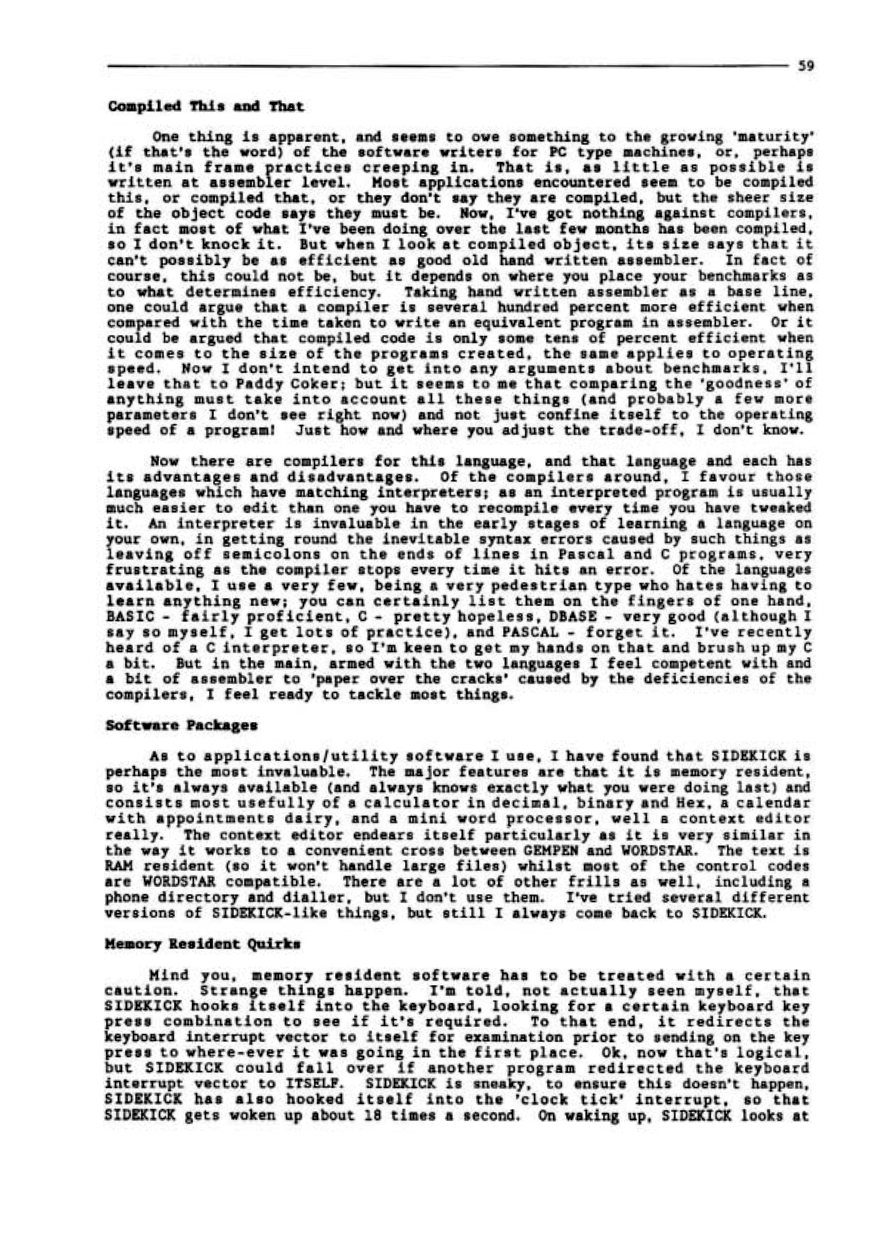 59
Compiled This and That
One thing is apparent, and seems to owe something to the growing 'maturity'
(if that's the word) of the software writers for PC type machines, or, perhaps
it's main frame practices creeping in. That is, as little as possible is
written at assembler level. Most applications encountered seem to be compiled
this, or compiled that, or they don't say they are compiled, but the sheer size
of the object code says they must be. Now, I've got nothing against compilers,
in fact most of what I've been doing over the last few months has been compiled,
so I don't knock it. But when I look at compiled object, its size says that it
can't possibly be as efficient as good old hand written assembler. In fact of
course, this could not be, but it depends on where you place your benchmarks as
to what determines efficiency. Taking hand written assembler as a base line,
one could argue that a compiler is several hundred percent more efficient when
compared with the time taken to write an equivalent program in assembler. Or it
could be argued that compiled code is only some tens of percent efficient when
it comes to the size of the programs created, the same applies to operating
speed. Now I don't intend to get into any arguments about benchmarks, I'll
leave that to Paddy Coker; but it seems to me that comparing the 'goodness' of
anything must take into account all these things (and probably a few more
parameters I don't see right now) and not just confine itself to the operating
speed of a program! Just how and where you adjust the trade-off, I don't know.
Now there are compilers for this language, and that language and each has
its advantages and disadvantages. Of the compilers around, I favour those
languages which have matching interpreters; as an interpreted program is usually
much easier to edit than one you have to recompile every time you have tweaked
it. An interpreter is invaluable in the early stages of learning a language on
your own, in getting round the inevitable syntax errors caused by such things as
leaving off semicolons on the ends of lines in Pascal and C programs, very
frustrating as the compiler stops every time it hits an error. Of the languages
available, I use a very few, being a very pedestrian type who hates having to
learn anything new; you can certainly list them on the fingers of one hand,
BASIC - fairly proficient, C - pretty hopeless, DBASE - very good (although I
say so myself, I get lots of practice), and PASCAL - forget it. I've recently
heard of a C interpreter, so I'm keen to get my hands on that and brush up my C
a bit. But in the main, armed with the two languages I feel competent with and
a bit of assembler to 'paper over the cracks' caused by the deficiencies of the
compilers, I feel ready to tackle most things.
Software Packages
As to applications/utility software I use, I have found that SIDEKICK is
perhaps the most invaluable. The major features are that it is memory resident,
so it's always available (and always knows exactly what you were doing last) and
consists most usefully of a calculator in decimal, binary and Hex, a calendar
with appointments dairy, and a mini word processor, well a context editor
really. The context editor endears itself particularly as it is very similar in
the way it works to a convenient cross between GEMPEN and WORDSTAR. The text is
RAM resident (so it won't handle large files) whilst most of the control codes
are WORDSTAR compatible. There are a lot of other frills as well, including a
phone directory and dialler, but I don't use them. I've tried several different
versions of SIDEKICK-like things, but still I always come back to SIDEKICK.
Memory Resident Quirks
Mind you, memory resident software has to be treated with a certain
caution. Strange things happen. I'm told, not actually seen myself, that
SIDEKICK hooks itself into the keyboard, looking for a certain keyboard key
press combination to see if it's required. To that end, it redirects the
keyboard interrupt vector to itself for examination prior to sending on the key
press to where-ever it was going in the first place. Ok, now that's logical,
but SIDEKICK could fall over if another program redirected the keyboard
interrupt vector to ITSELF. SIDEKICK is sneaky, to ensure this doesn't happen,
SIDEKICK has also hooked itself into the 'clock tick' interrupt, so that
SIDEKICK gets woken up about 18 times a second. On waking up, SIDEKICK looks at